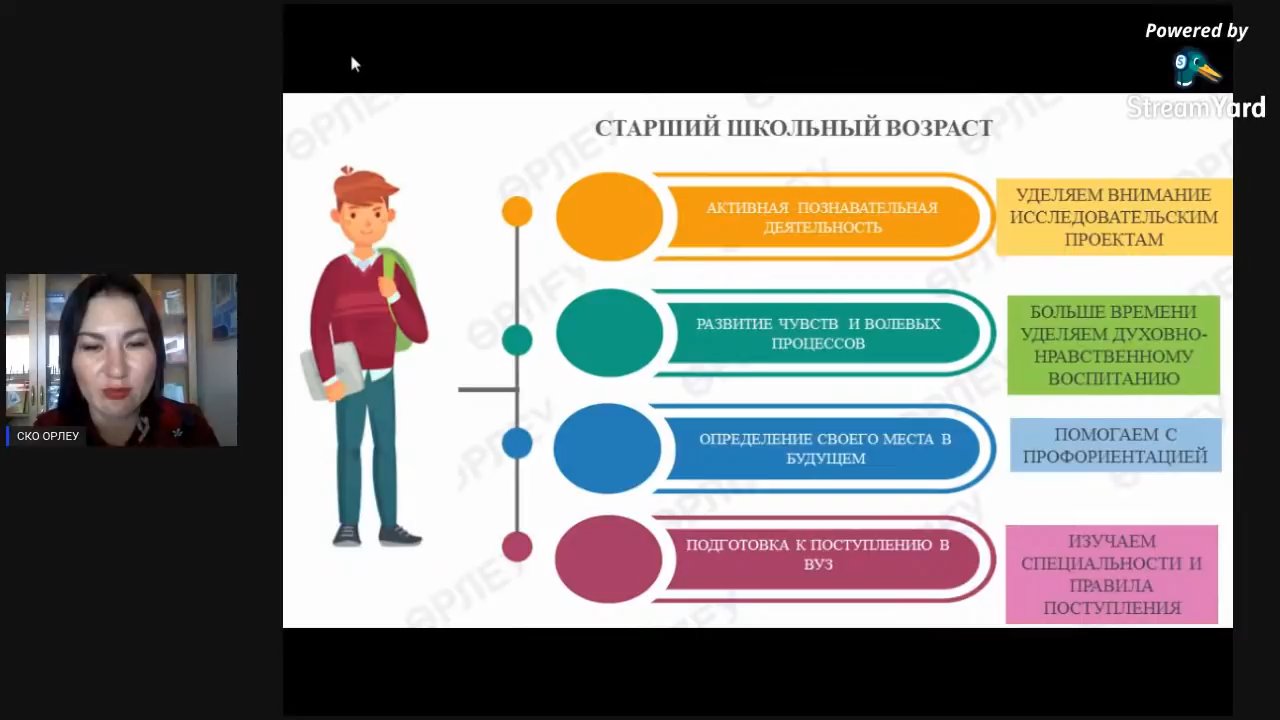 Powered by
StreamYard
СТАРШИЙ ШКОЛЬНЫЙ ВОЗРАСТ
АКТИВНАЯ ПОЗНАВАТЕЛЬНАЯ
ДЕЯТЕЛЬНОСТЬ
УДЕЛЯЕМ ВНИМАНИЕ
ИССЛЕДОВАТЕЛЬСКИМ
ПРОЕКТАМ
РАЗВИТИЕ ЧУВСТВ И ВОЛЕВЫХ
ПРОЦЕССОВ
БОЛЬШЕ ВРЕМЕНИ
УДЕЛЯЕМ ДУХОВНО-
НРАВСТВЕННОМУ
ВОСПИТАНИЮ
ОПРЕДЕЛЕНИЕ СВОЕГО МЕСТА В
БУДУЩЕМ
ПОМОГАЕМ С
ПРОФОРИЕНТАЦИЕЙ
ПОДГОТОВКА К ПОСТУПЛЕНИЮ В
ВУЗ
ИЗУЧАЕМ
СПЕЦИАЛЬНОСТИ И
ПРАВИЛА
ПОСТУПЛЕНИЯ
СКО ОРЛЕУ
ӨРЛЕУ